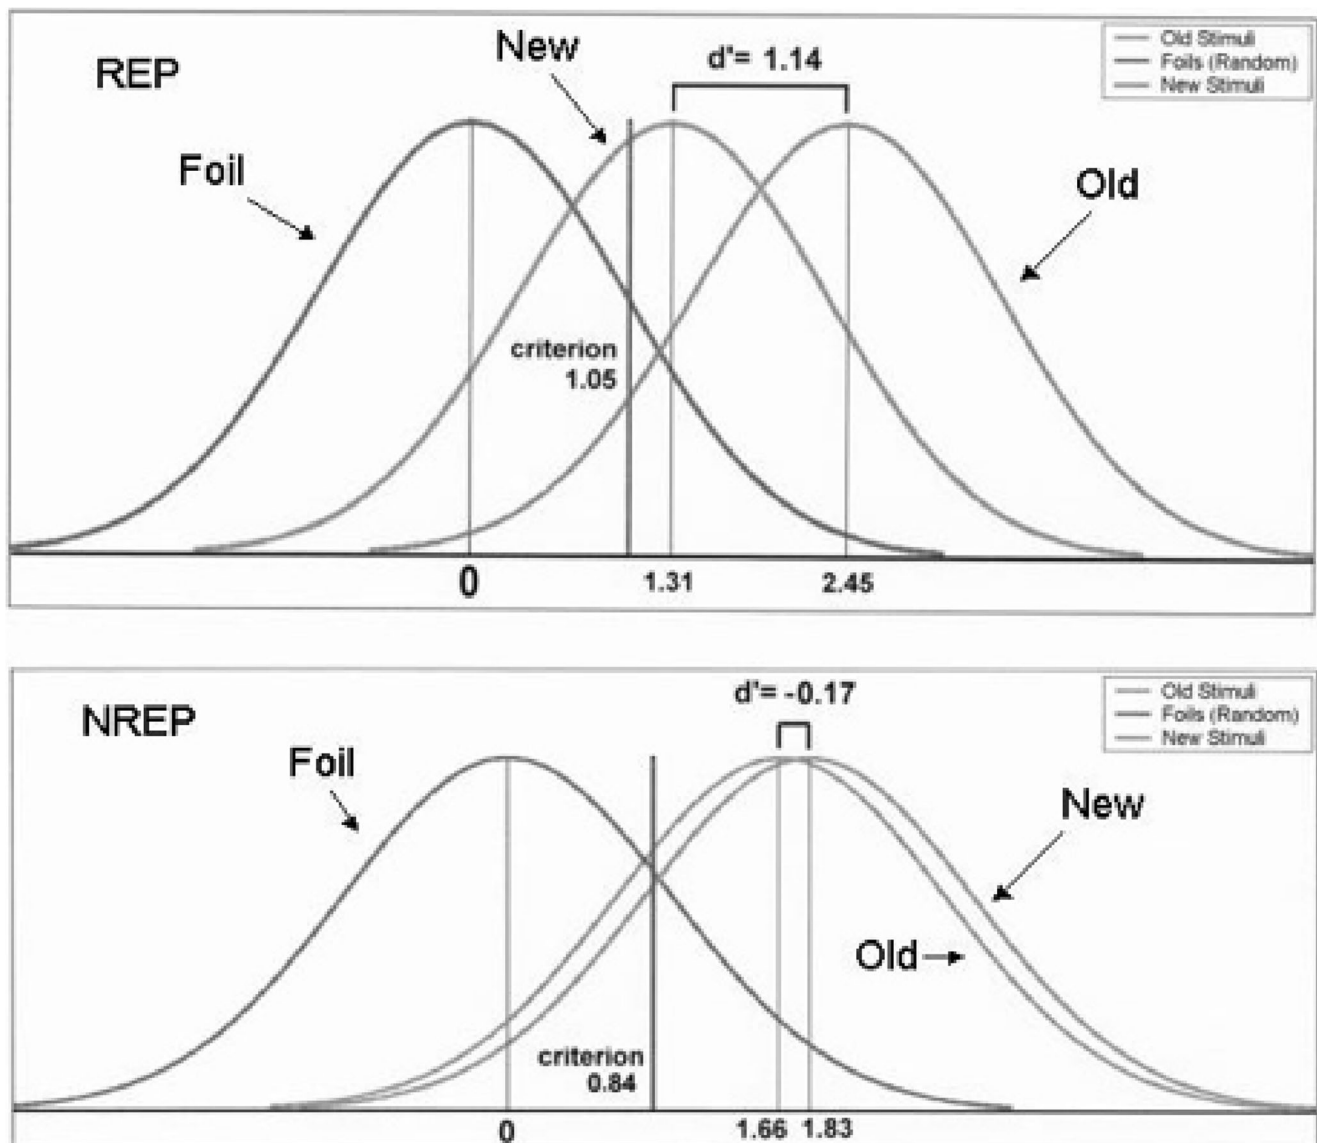 REP
New
d'= 1.14
Old Stimuli
Foils (Random)
New Stimuli
Foil
Old
criterion
1.05
0
1.31
2.45
NREP
d'= -0.17
Old Stimuli
Foils (Random)
New Stimuli
Foil
New
Old
criterion
0.84
0
1.66
1.83